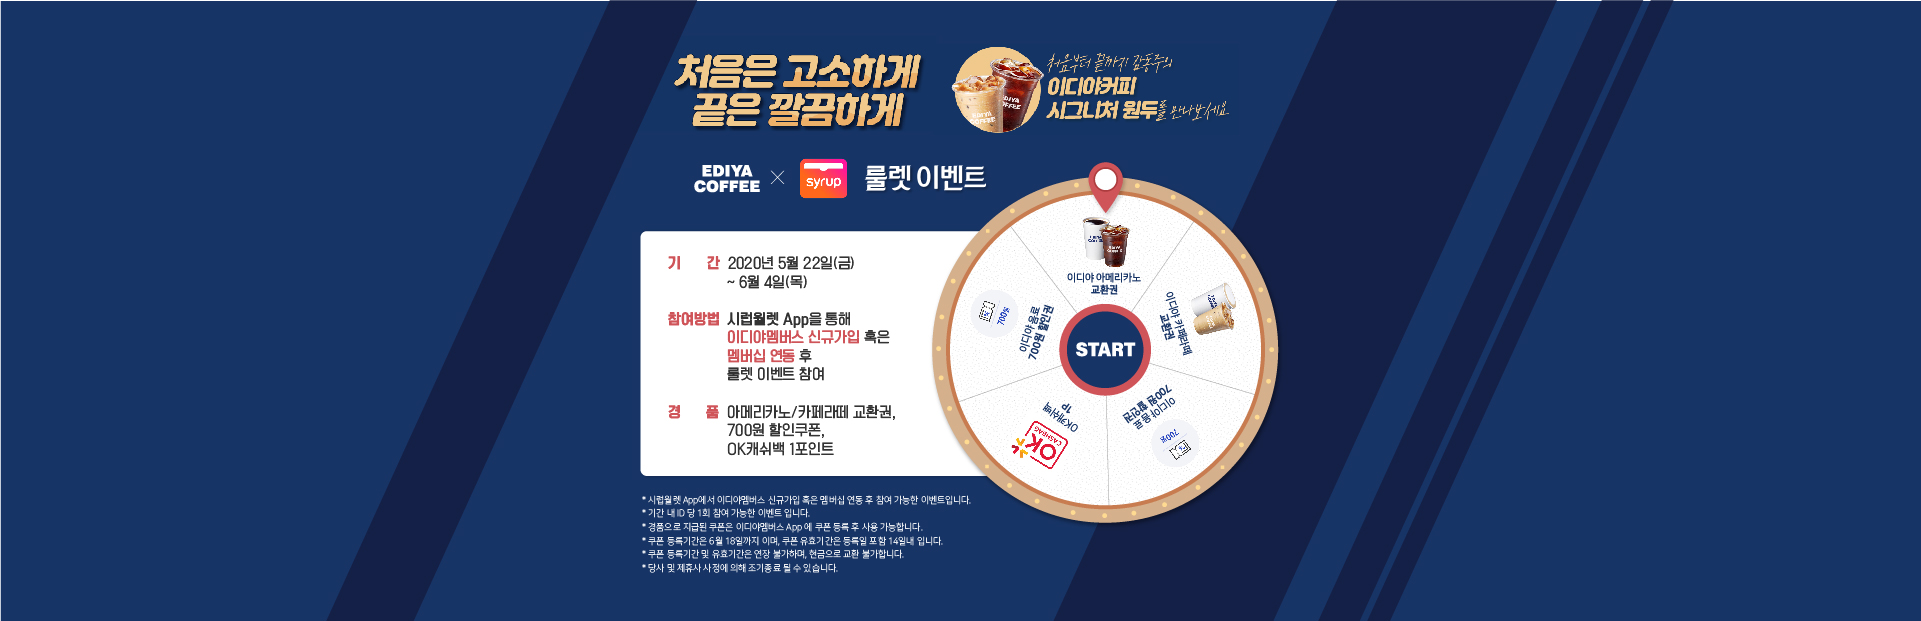 처음은 고소하게
끝은 깔끔하게
처음부터 끝까지 감동주의
이디야커피
시그니처 원두를 만나보세요
EDIYA
COFFEE
×
syrup
룰렛 이벤트
기 간 2020년 5월 22일(금)
~ 6월 4일(목)
참여방법 시럽월렛 App을 통해
이디야멤버스 신규가입 혹은
멤버십 연동 후
룰렛 이벤트 참여
경 품 아메리카노/카페라떼 교환권,
700원 할인쿠폰,
OK캐쉬백 1포인트
이디야 아메리카노
교환권
이디야 카페라떼
교환권
이디야 음료
700원 할인권
700원
OK캐쉬백
1P
OK
CASHBAG
이디야 음료
700원 할인권
700원
START
* 시럽월렛 App에서 이디야멤버스 신규가입 혹은 멤버십 연동 후 참여 가능한 이벤트입니다.
* 기간 내 ID 당 1회 참여 가능한 이벤트 입니다.
* 경품으로 지급된 쿠폰은 이디야멤버스 App 에 쿠폰 등록 후 사용 가능합니다.
* 쿠폰 등록기간은 6월 18일까지 이며, 쿠폰 유효기간은 등록일 포함 14일내 입니다.
* 쿠폰 등록기간 및 유효기간은 연장 불가하며, 현금으로 교환 불가합니다.
* 당사 및 제휴사 사정에 의해 조기종료 될 수 있습니다.